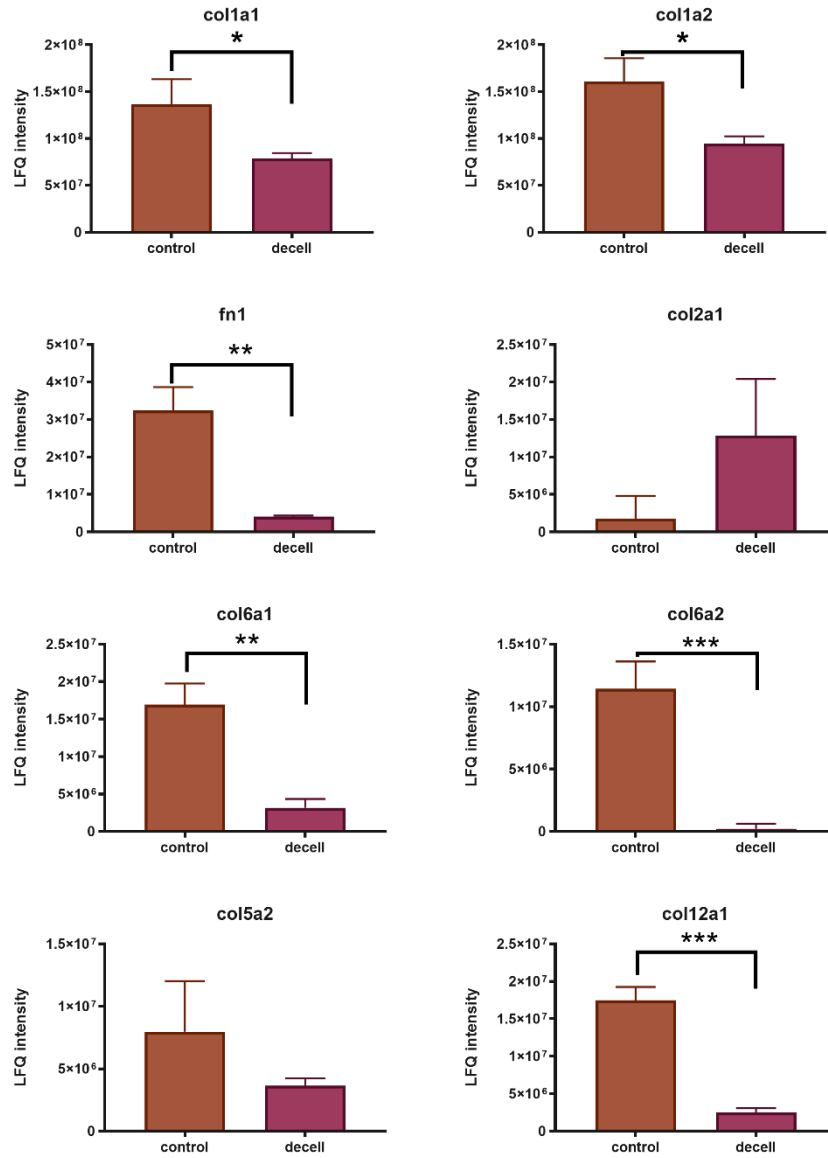 col1a1
*
2×10⁸
1.5×10⁸
1×10⁸
5×10⁷
0
LFQ intensity
control decell
col1a2
*
2×10⁸
1.5×10⁸
1×10⁸
5×10⁷
0
LFQ intensity
control decell
fn1
**
5×10⁷
4×10⁷
3×10⁷
2×10⁷
1×10⁷
0
LFQ intensity
control decell
col2a1
2.5×10⁷
2×10⁷
1.5×10⁷
1×10⁷
5×10⁶
0
LFQ intensity
control decell
col6a1
**
2.5×10⁷
2×10⁷
1.5×10⁷
1×10⁷
5×10⁶
0
LFQ intensity
control decell
col6a2
***
1.5×10⁷
1×10⁷
5×10⁶
0
LFQ intensity
control decell
col5a2
1.5×10⁷
1×10⁷
5×10⁶
0
LFQ intensity
control decell
col12a1
***
2.5×10⁷
2×10⁷
1.5×10⁷
1×10⁷
5×10⁶
0
LFQ intensity
control decell